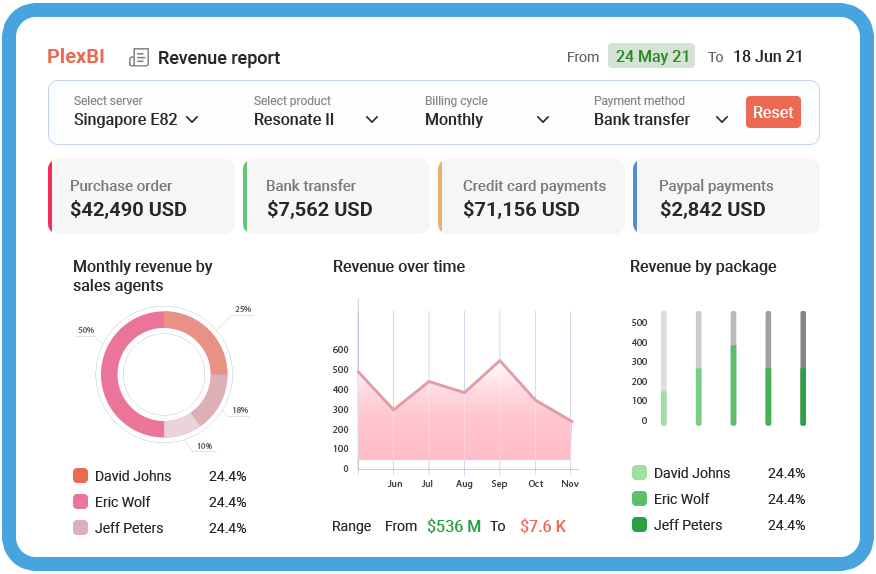 PlexBI
Revenue report
From 24 May 21 To 18 Jun 21
Select server
Singapore E82
Select product
Resonate II
Billing cycle
Monthly
Payment method
Bank transfer
Reset
Purchase order
$42,490 USD
Bank transfer
$7,562 USD
Credit card payments
$71,156 USD
Paypal payments
$2,842 USD
Monthly revenue by
sales agents
25%
50%
18%
10%
David Johns 24.4%
Eric Wolf 24.4%
Jeff Peters 24.4%
Revenue over time
600
500
400
300
200
100
0
Jun Jul Aug Sep Oct Nov
Range From $536 M To $7.6 K
Revenue by package
500
400
300
200
100
0
David Johns 24.4%
Eric Wolf 24.4%
Jeff Peters 24.4%